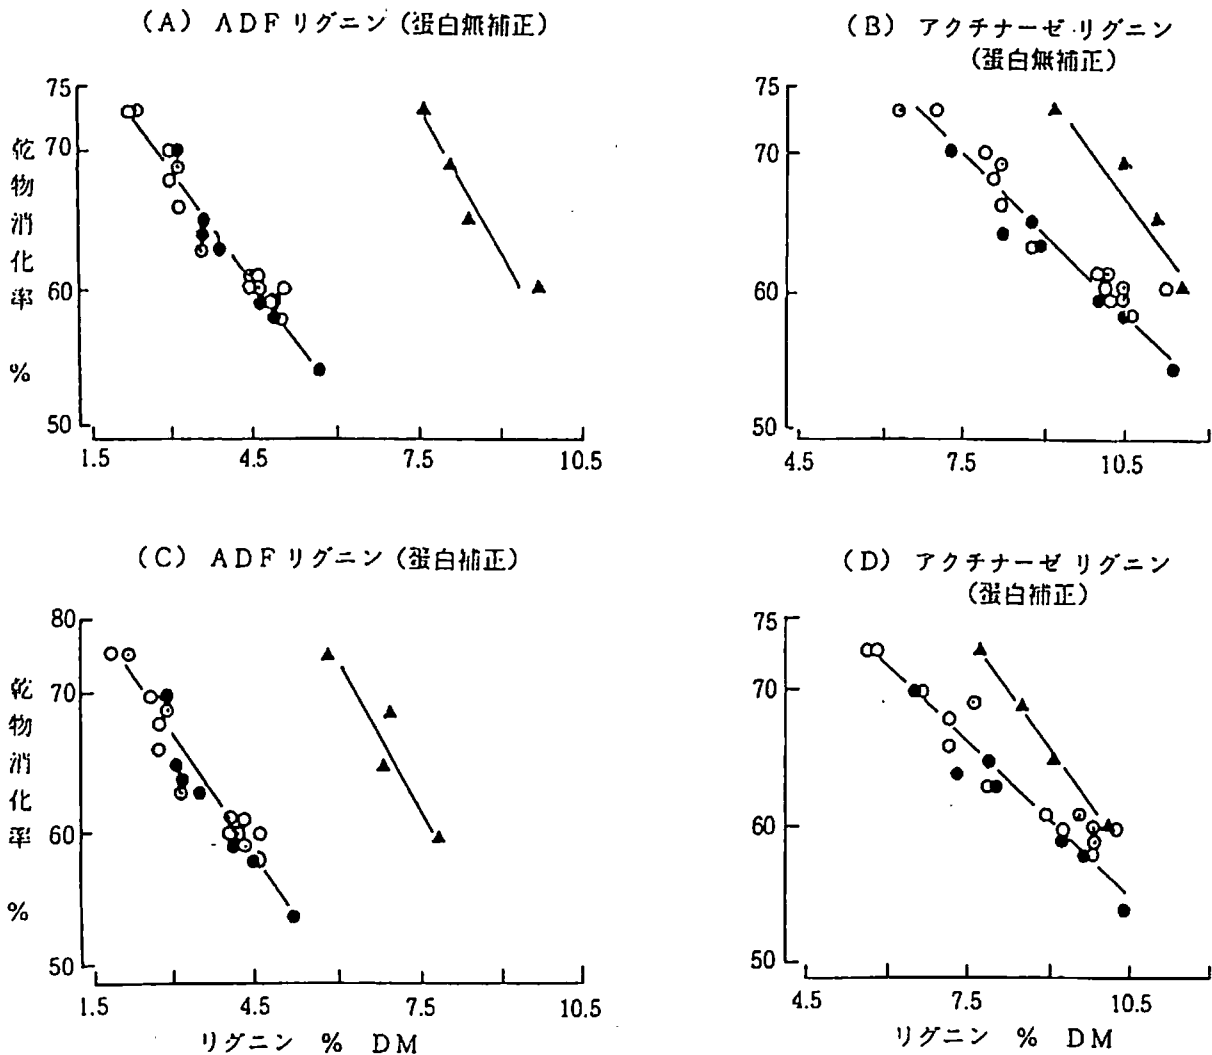 (A) ADFリグニン (蛋白無補正)
75
70
60
50
乾物消化率 %
1.5 4.5 7.5 10.5
(B) アクチナーゼ リグニン
(蛋白無補正)
75
70
60
50
4.5 7.5 10.5
(C) ADFリグニン (蛋白補正)
80
70
60
50
乾物消化率 %
1.5 4.5 7.5 10.5
リグニン % DM
(D) アクチナーゼ リグニン
(蛋白補正)
75
70
60
50
4.5 7.5 10.5
リグニン % DM